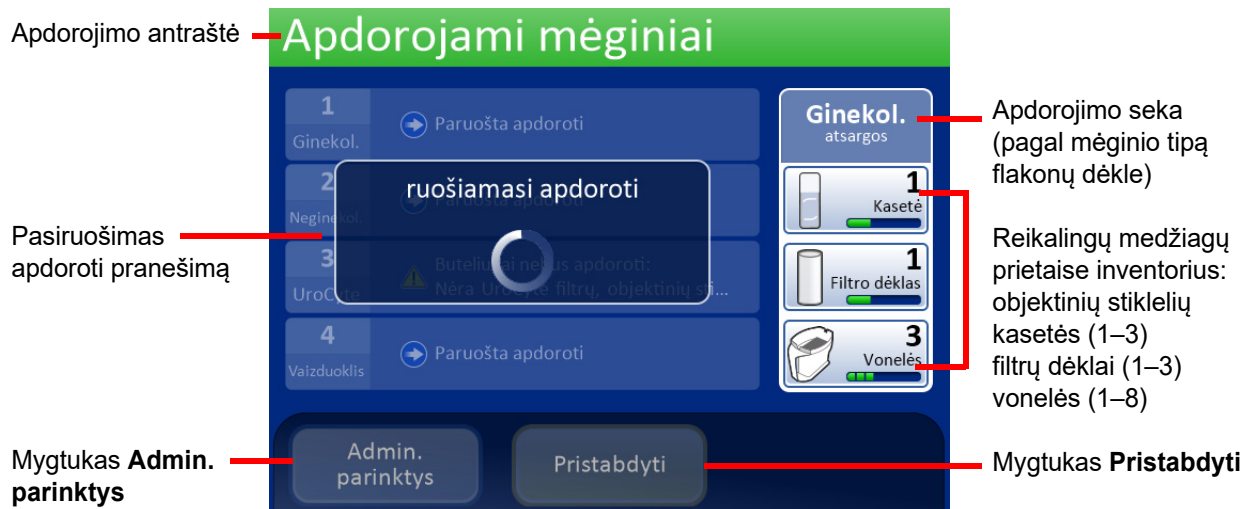 Apdorojimo antraštė
Apdorojami mėginiai
1
Ginekol.
Paruošta apdoroti
2
Neginekol.
Paruošta apdoroti
ruošiamasi apdoroti
3
UroCyte
Buteliukai nebus apdoroti:
Nėra UroCyte filtrų, objektinių sti...
4
Vaizduoklis
Paruošta apdoroti
Ginekol.
atsargos
1
Kasetė
1
Filtro dėklas
3
Vonelės
Admin.
parinktys
Pristabdyti
Pasiruošimas
apdoroti pranešimą
Mygtukas Admin.
parinktys
Apdorojimo seka
(pagal mėginio tipą
flakonų dėkle)
Reikalingų medžiagų
prietaise inventorius:
objektinių stiklelių
kasetės (1–3)
filtrų dėklai (1–3)
vonelės (1–8)
Mygtukas Pristabdyti